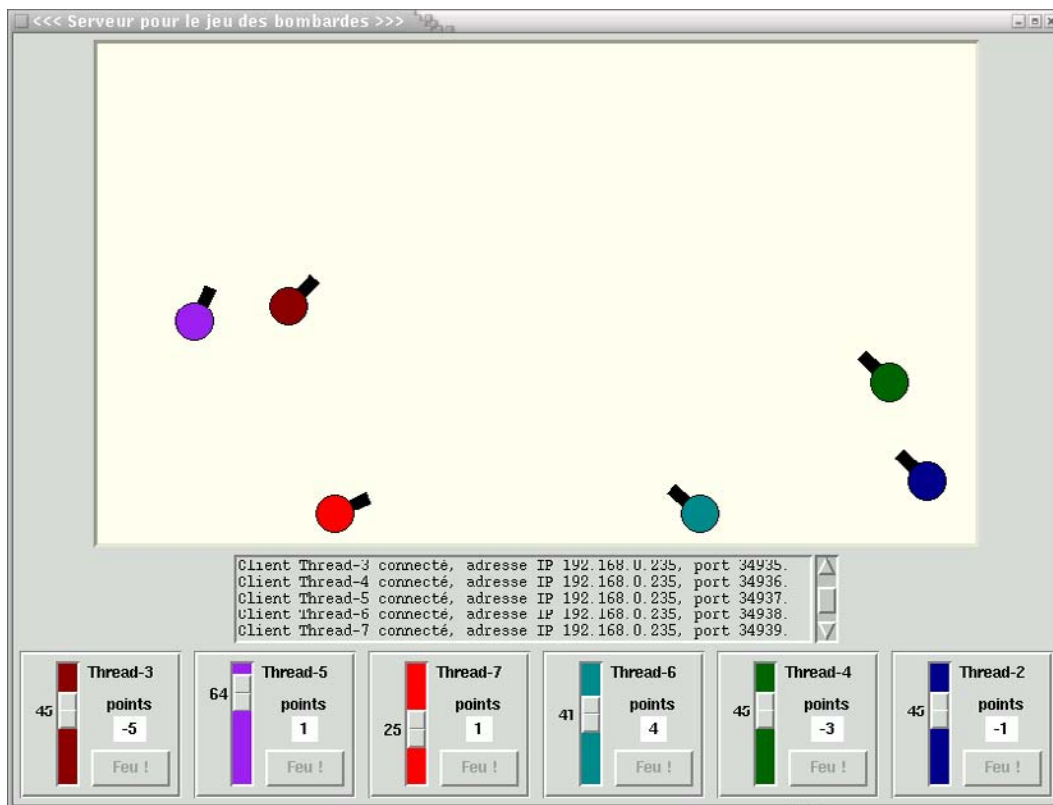 <<< Serveur pour le jeu des bombardes >>>
Client Thread-3 connecté, adresse IP 192.168.0.235, port 34935.
Client Thread-4 connecté, adresse IP 192.168.0.235, port 34936.
Client Thread-5 connecté, adresse IP 192.168.0.235, port 34937.
Client Thread-6 connecté, adresse IP 192.168.0.235, port 34938.
Client Thread-7 connecté, adresse IP 192.168.0.235, port 34939.
Thread-3
points
45
-5
Feu !
Thread-5
64
points
1
Feu !
Thread-7
points
25
1
Feu !
Thread-6
points
41
4
Feu !
Thread-4
points
45
-3
Feu !
Thread-2
points
45
-1
Feu !